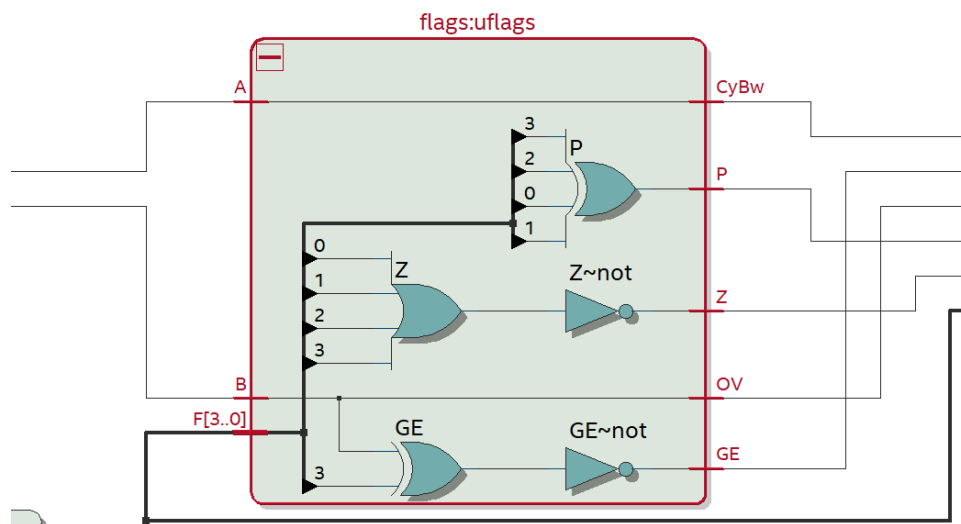 flags:uflags
A
CyBw
3
P
2
P
0
1
0
Z
Z~not
1
Z
2
3
B
OV
F[3..0]
GE
GE~not
GE
3